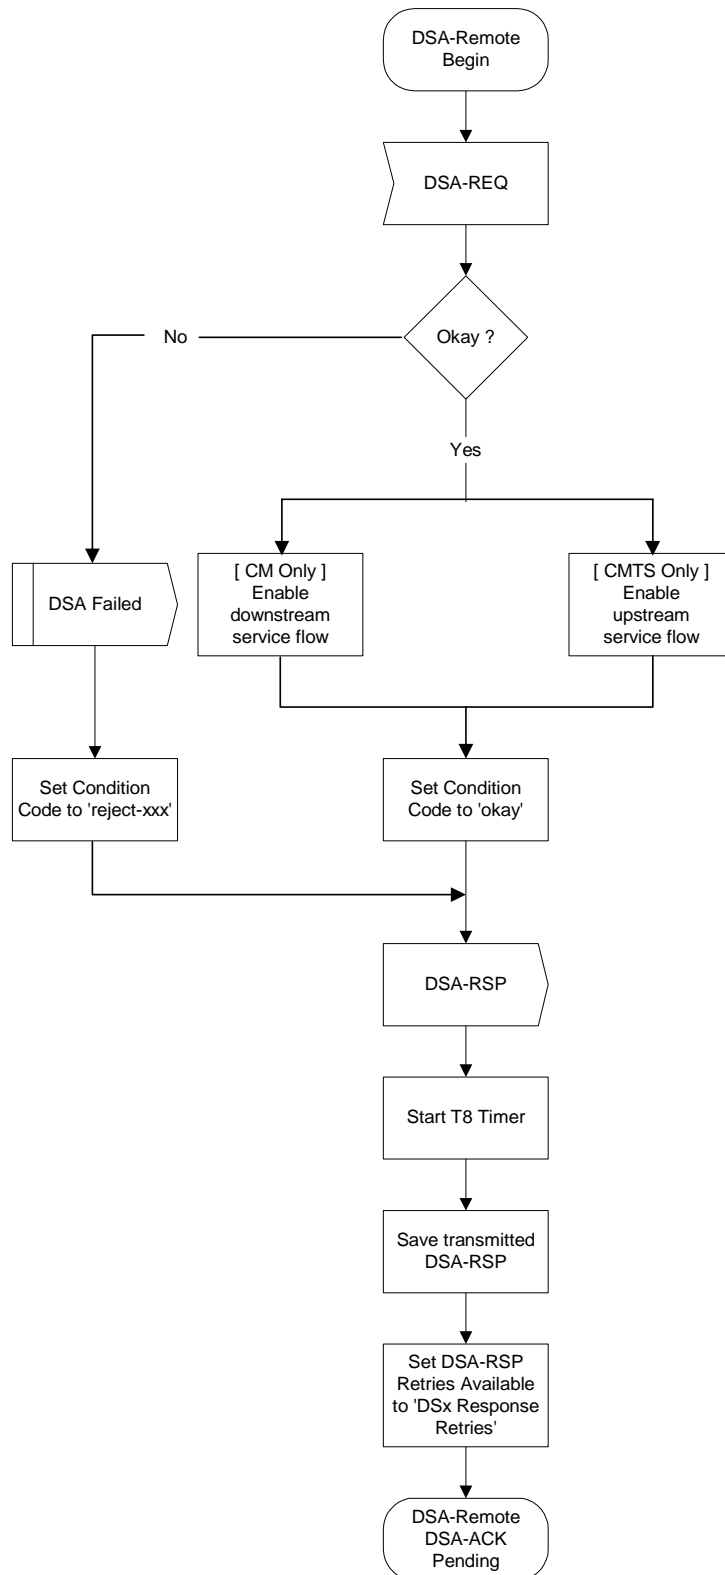 DSA-Remote
Begin
DSA-REQ
Okay ?
No
Yes
DSA Failed
[ CM Only ]
Enable
downstream
service flow
[ CMTS Only ]
Enable
upstream
service flow
Set Condition
Code to 'reject-xxx'
Set Condition
Code to 'okay'
DSA-RSP
Start T8 Timer
Save transmitted
DSA-RSP
Set DSA-RSP
Retries Available
to 'DSx Response
Retries'
DSA-Remote
DSA-ACK
Pending